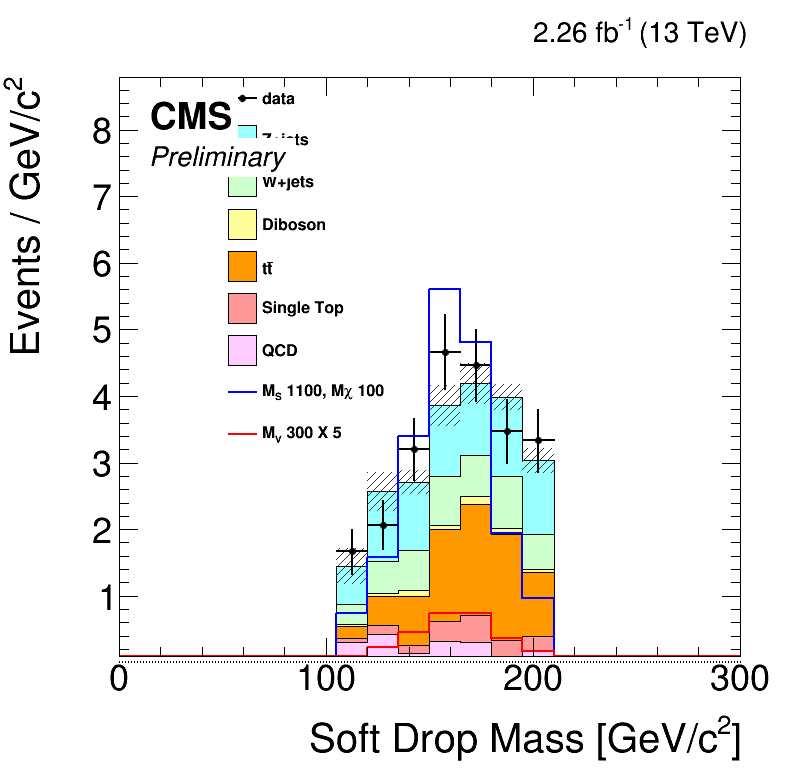 2.26 fb-1 (13 TeV)
Events / GeV/c2
CMS
Preliminary
data
Z+jets
W+jets
Diboson
tt̄
Single Top
QCD
MS 1100, Mχ 100
MV 300 X 5
8
7
6
5
4
3
2
1
0 100 200 300
Soft Drop Mass [GeV/c2]